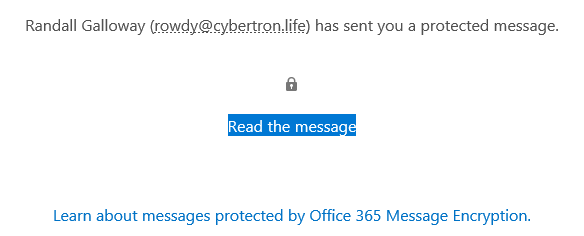 Randall Galloway (rowdy@cybertron.life) has sent you a protected message.
Read the message
Learn about messages protected by Office 365 Message Encryption.